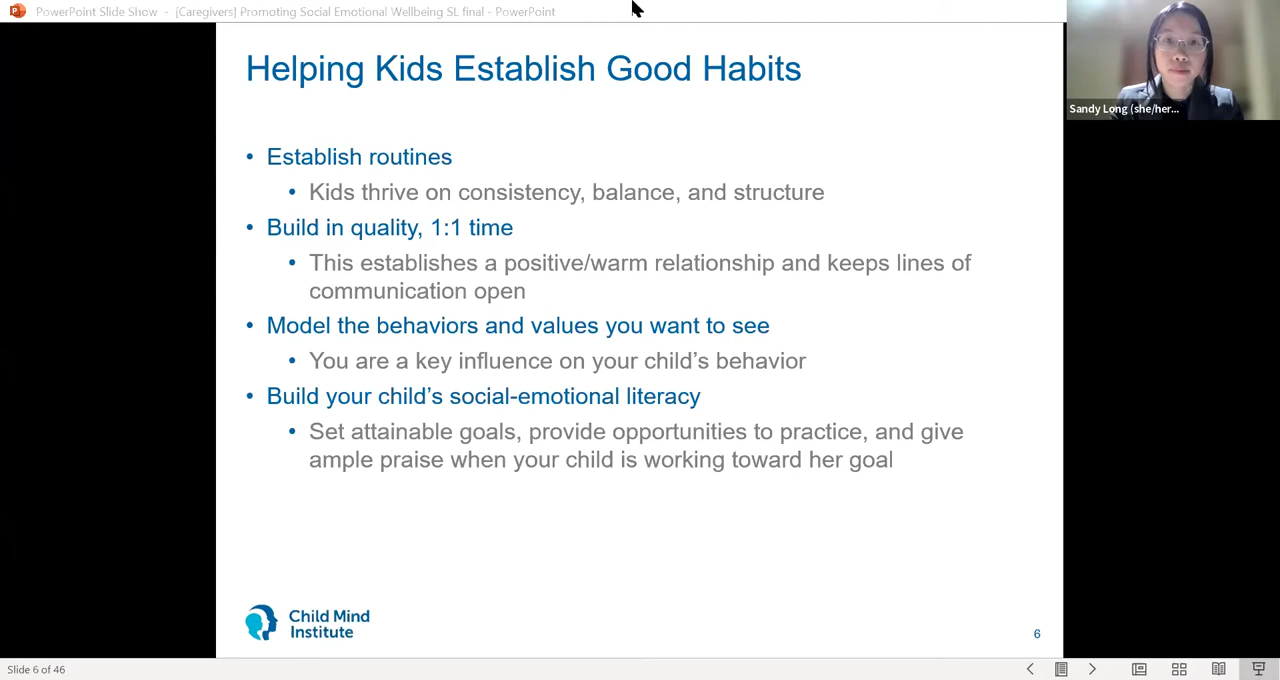 PowerPoint Slide Show - [Caregivers] Promoting Social Emotional Wellbeing SL final - PowerPoint
Sandy Long (she/her...
Helping Kids Establish Good Habits
• Establish routines
• Kids thrive on consistency, balance, and structure
• Build in quality, 1:1 time
• This establishes a positive/warm relationship and keeps lines of
communication open
• Model the behaviors and values you want to see
• You are a key influence on your child’s behavior
• Build your child’s social-emotional literacy
• Set attainable goals, provide opportunities to practice, and give
ample praise when your child is working toward her goal
Child Mind
Institute
6
Slide 6 of 46